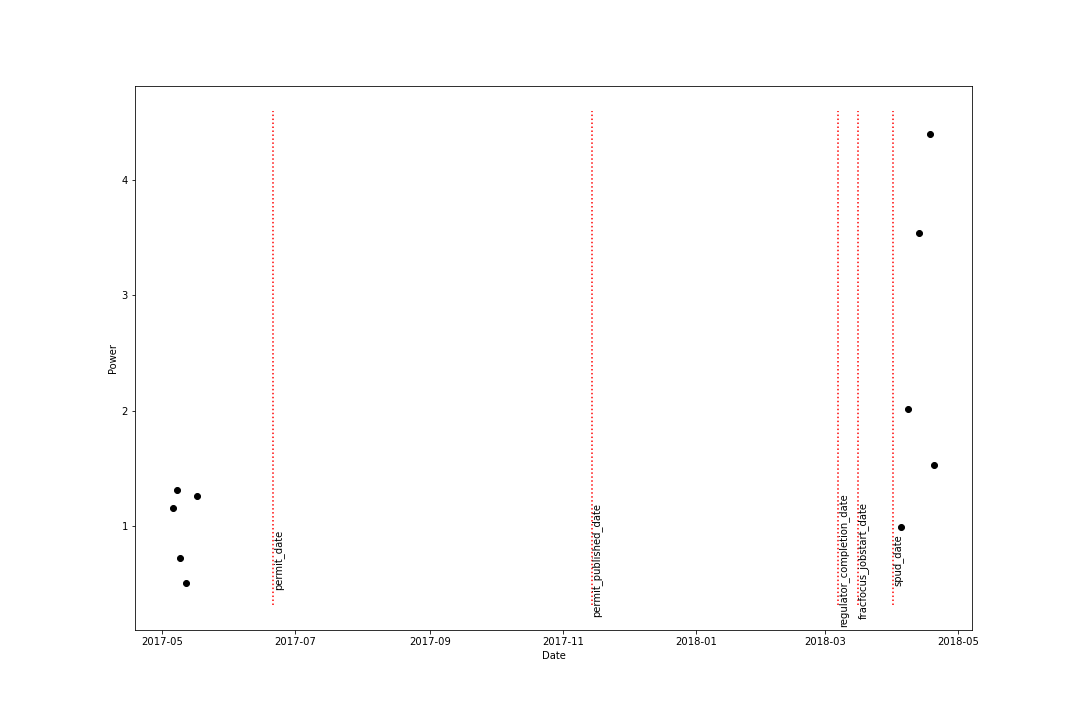 4
3
2
1
Power
permit_date
permit_published_date
regulator_completion_date
fracfocus_jobstart_date
spud_date
2017-05
2017-07
2017-09
2017-11
2018-01
2018-03
2018-05
Date